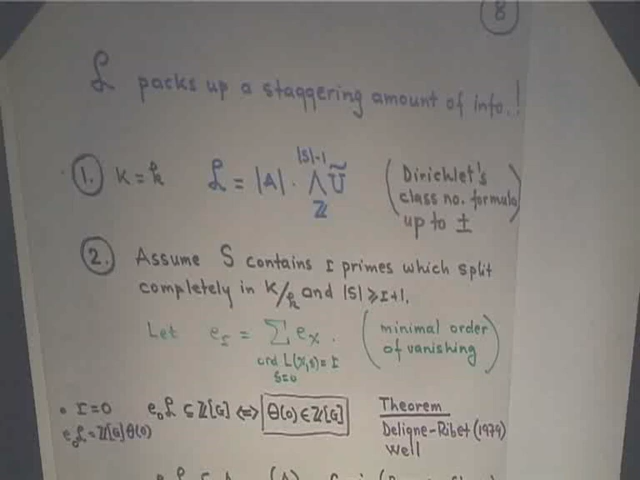 8
ℒ packs up a staggering amount of info.!
1. K = k ℒ = |A| · |S|-1 Λ ℤ Ũ (Dirichlet's class no. formula up to ±)
2. Assume S contains r primes which split
completely in K/k and |S| ≥ r+1.
Let e_r = Σ e_χ . (minimal order
ord L(χ,s)=r of vanishing)
s=0
• r=0 e₀ℒ ⊆ ℤ[G] ⟺ θ(0) ∈ ℤ[G] Theorem
e₀ℒ = ℤ[G]θ(0) Deligne-Ribet (1979)
Well